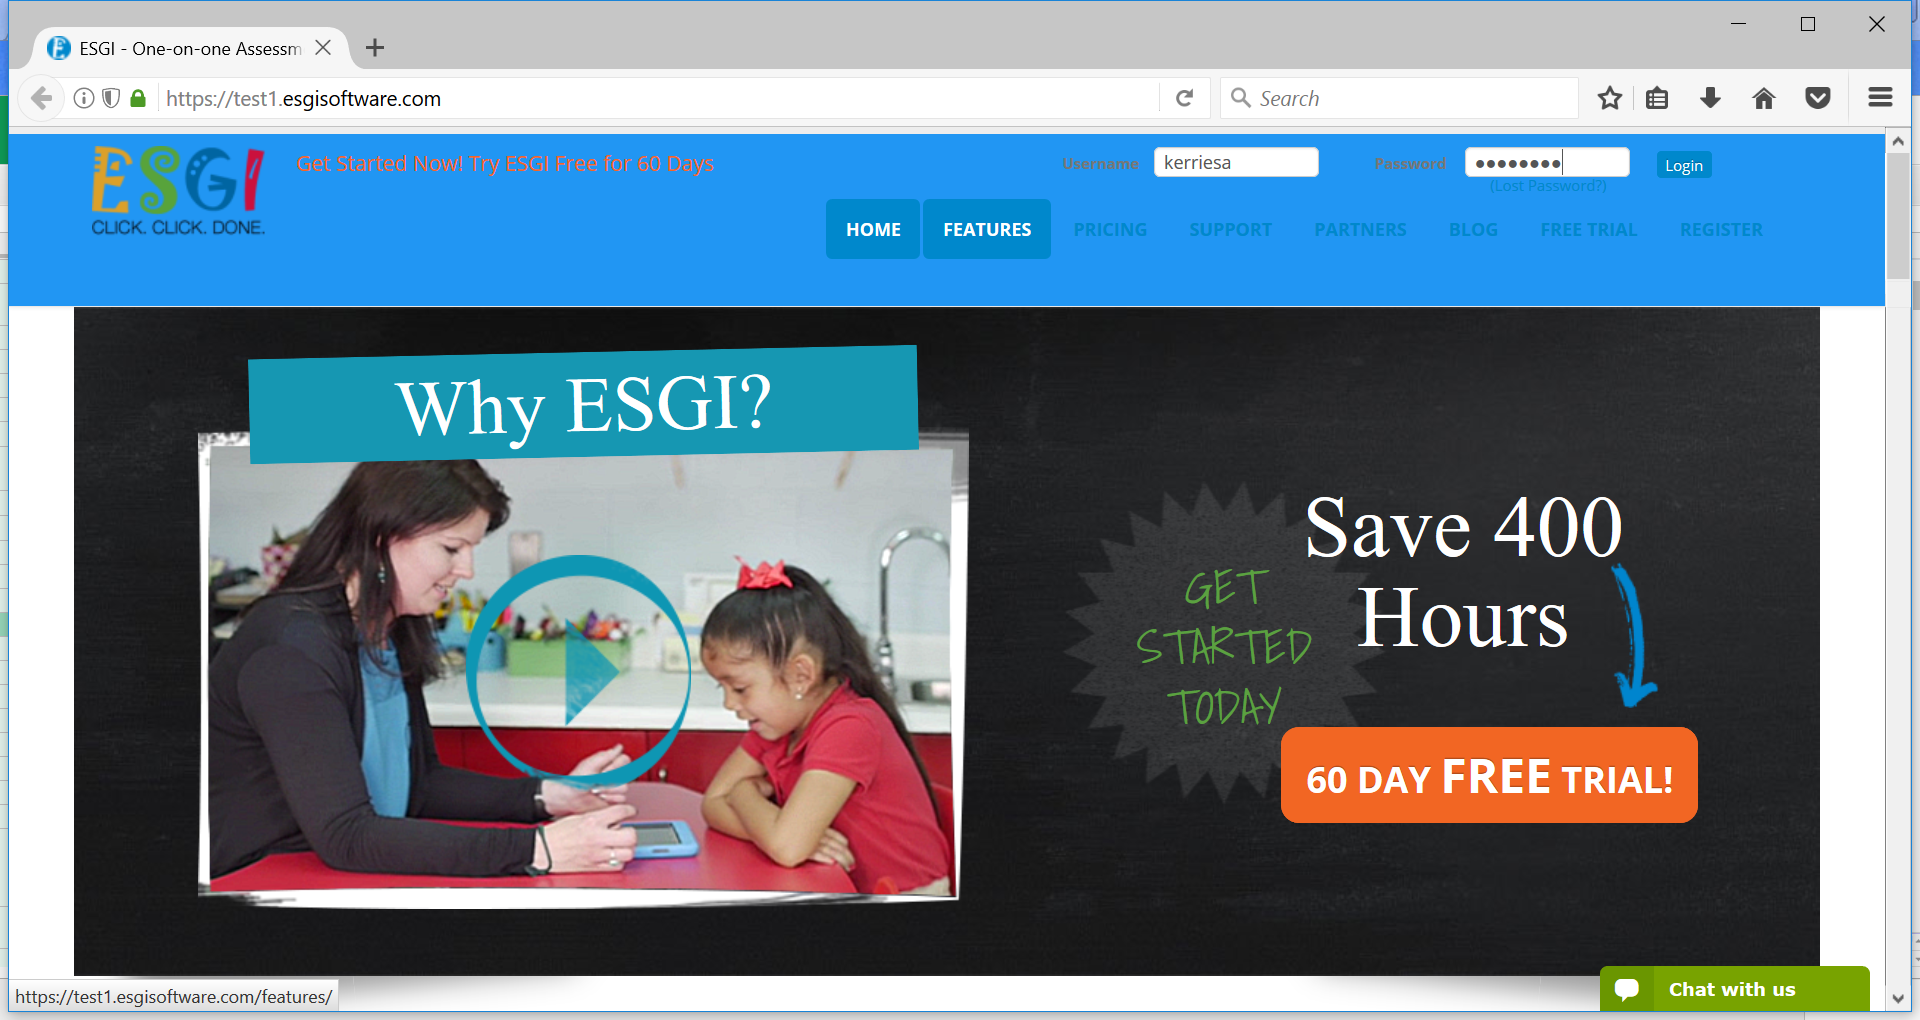 ESGI - One-on-one Assessm
https://test1.esgisoftware.com
Search
ESGI
CLICK. CLICK. DONE.
Get Started Now! Try ESGI Free for 60 Days
Username kerriesa Password Login
(Lost Password?)
HOME FEATURES PRICING SUPPORT PARTNERS BLOG FREE TRIAL REGISTER
Why ESGI?
Save 400
Hours
GET
STARTED
TODAY
60 DAY FREE TRIAL!
https://test1.esgisoftware.com/features/
Chat with us